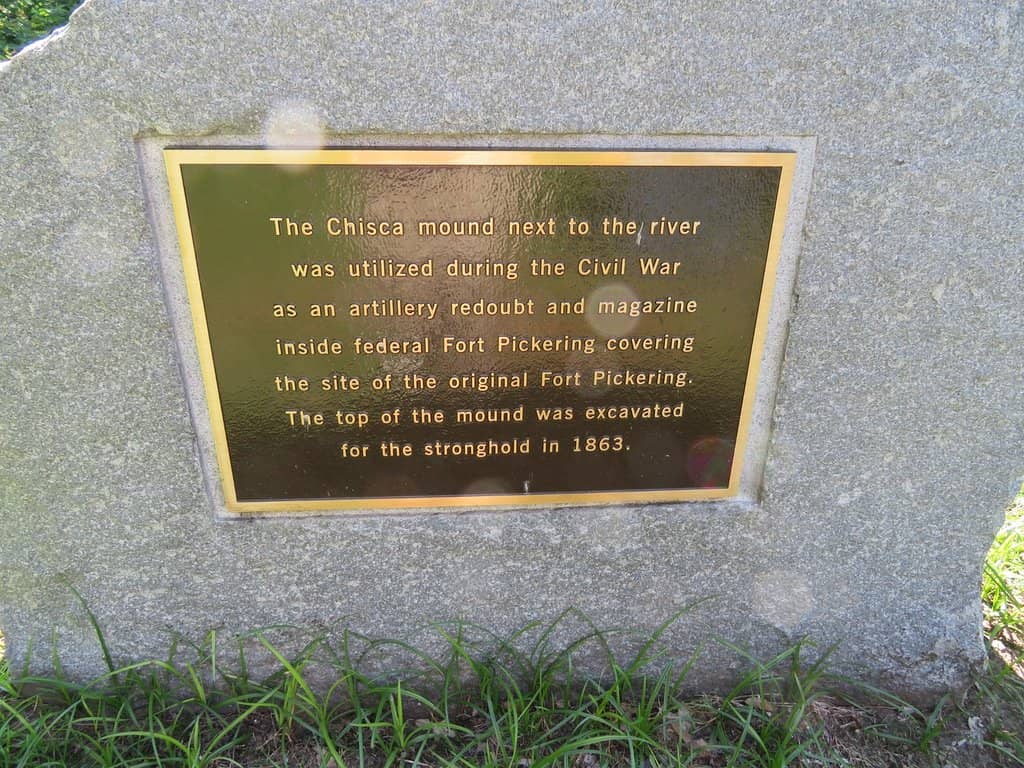 The Chisca mound next to the river
was utilized during the Civil War
as an artillery redoubt and magazine
inside federal Fort Pickering covering
the site of the original Fort Pickering.
The top of the mound was excavated
for the stronghold in 1863.